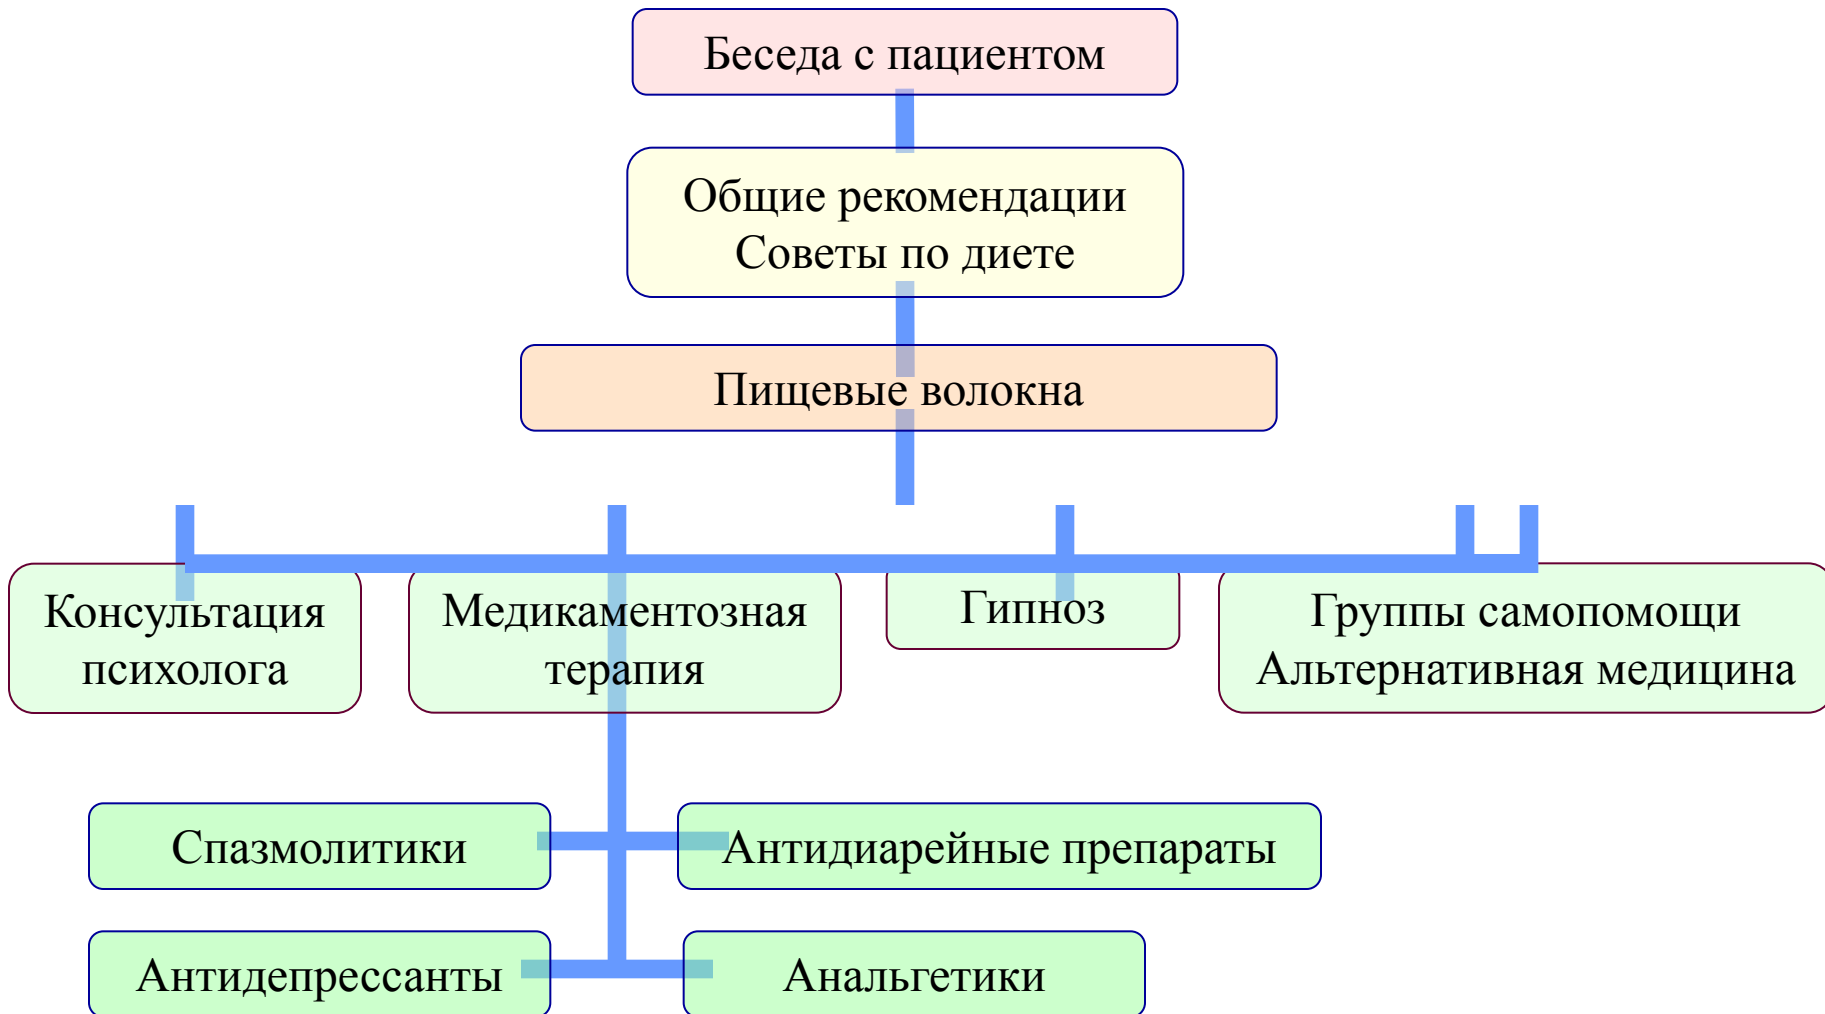 Беседа с пациентом
Общие рекомендации
Советы по диете
Пищевые волокна
Консультация
психолога
Медикаментозная
терапия
Гипноз
Группы самопомощи
Альтернативная медицина
Спазмолитики
Антидиарейные препараты
Антидепрессанты
Анальгетики